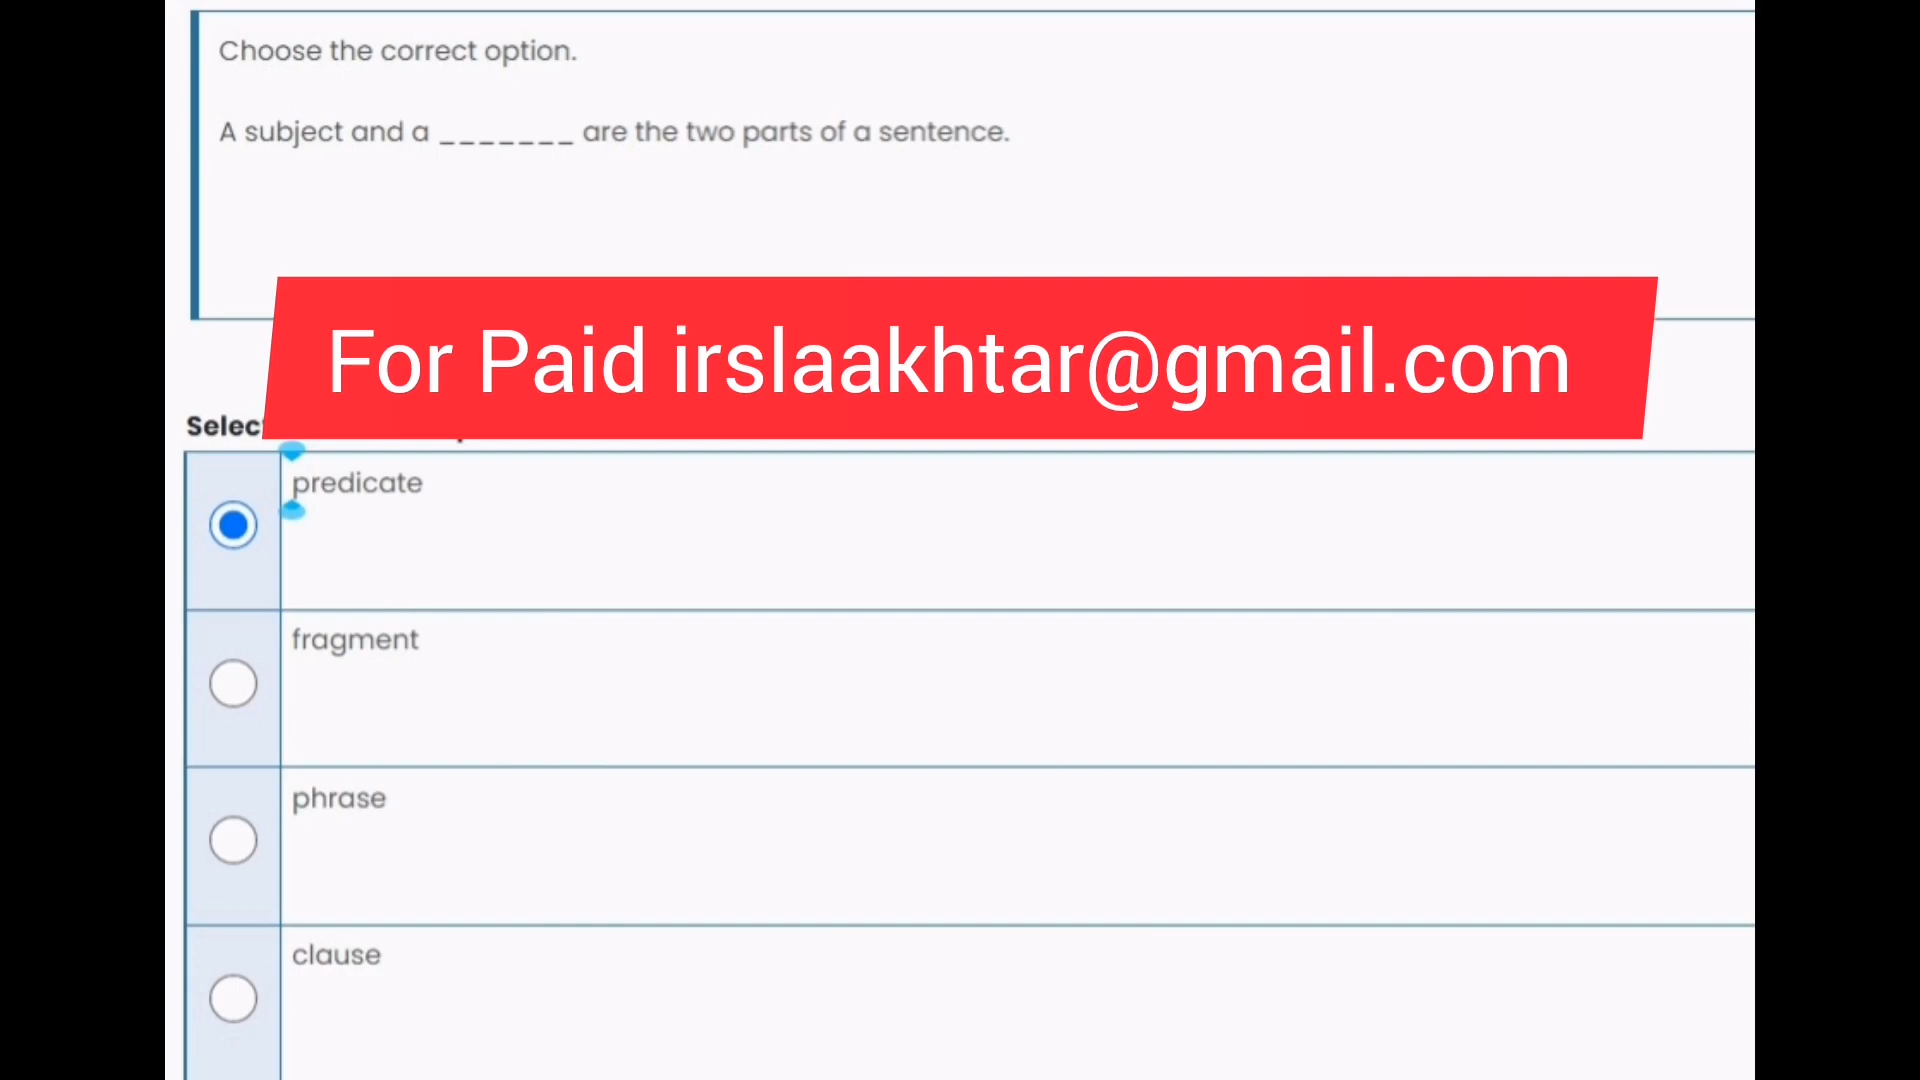 Choose the correct option.
A subject and a _______ are the two parts of a sentence.
For Paid irslaakhtar@gmail.com
Select
predicate
fragment
phrase
clause